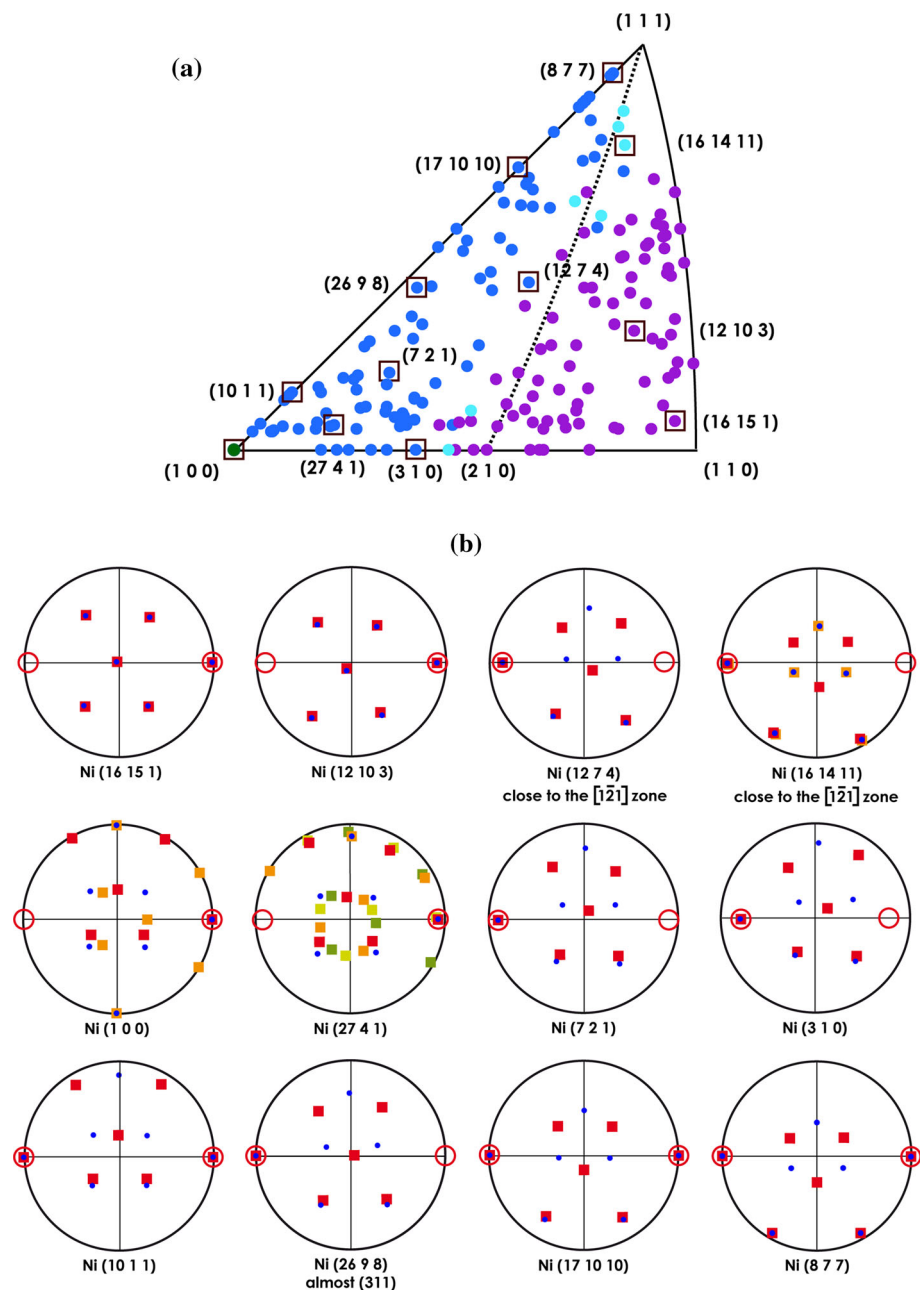 (a)
(1 1 1)
(8 7 7)
(16 14 11)
(17 10 10)
(26 9 8)
(12 7 4)
(7 2 1)
(12 10 3)
(10 1 1)
(16 15 1)
(1 0 0)
(27 4 1)
(3 1 0)
(2 1 0)
(1 1 0)
(b)
Ni (16 15 1)
Ni (12 10 3)
Ni (12 7 4)
close to the [12̄1] zone
Ni (16 14 11)
close to the [12̄1] zone
Ni (1 0 0)
Ni (27 4 1)
Ni (7 2 1)
Ni (3 1 0)
Ni (10 1 1)
Ni (26 9 8)
almost (311)
Ni (17 10 10)
Ni (8 7 7)